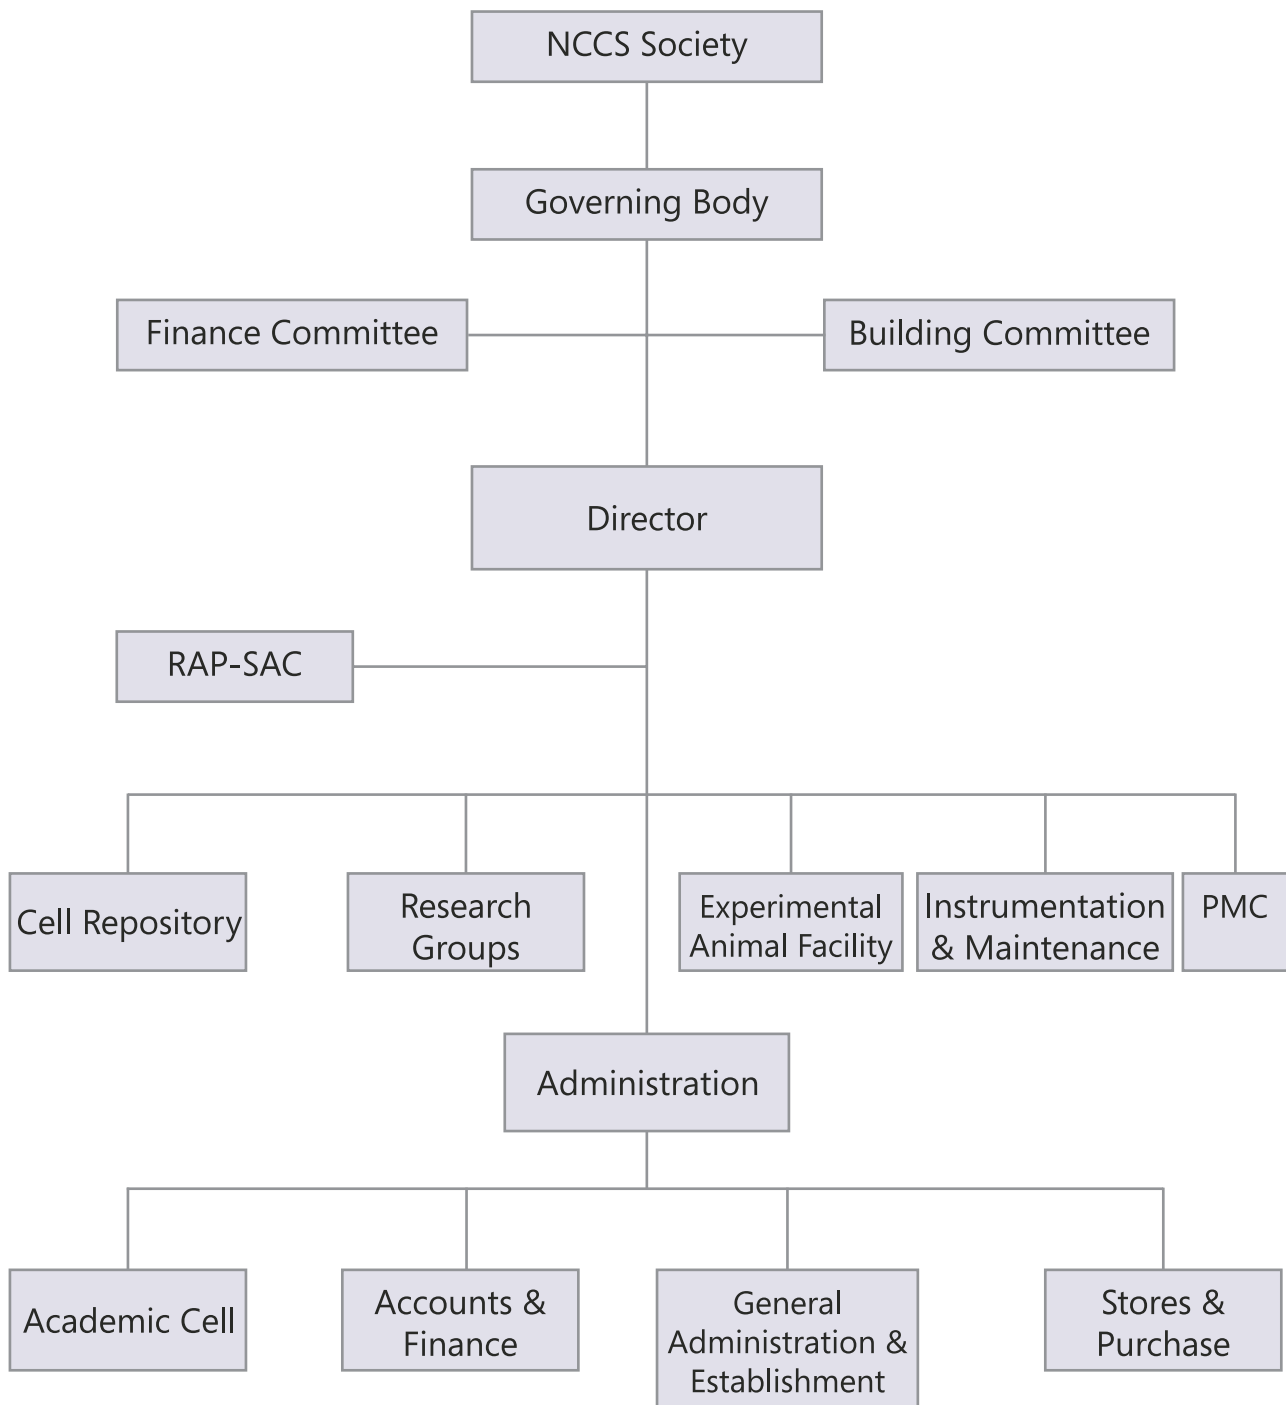 NCCS Society
Governing Body
Finance Committee
Building Committee
Director
RAP-SAC
Cell Repository
Research
Groups
Experimental
Animal Facility
Instrumentation
& Maintenance
PMC
Administration
Academic Cell
Accounts &
Finance
General
Administration &
Establishment
Stores &
Purchase